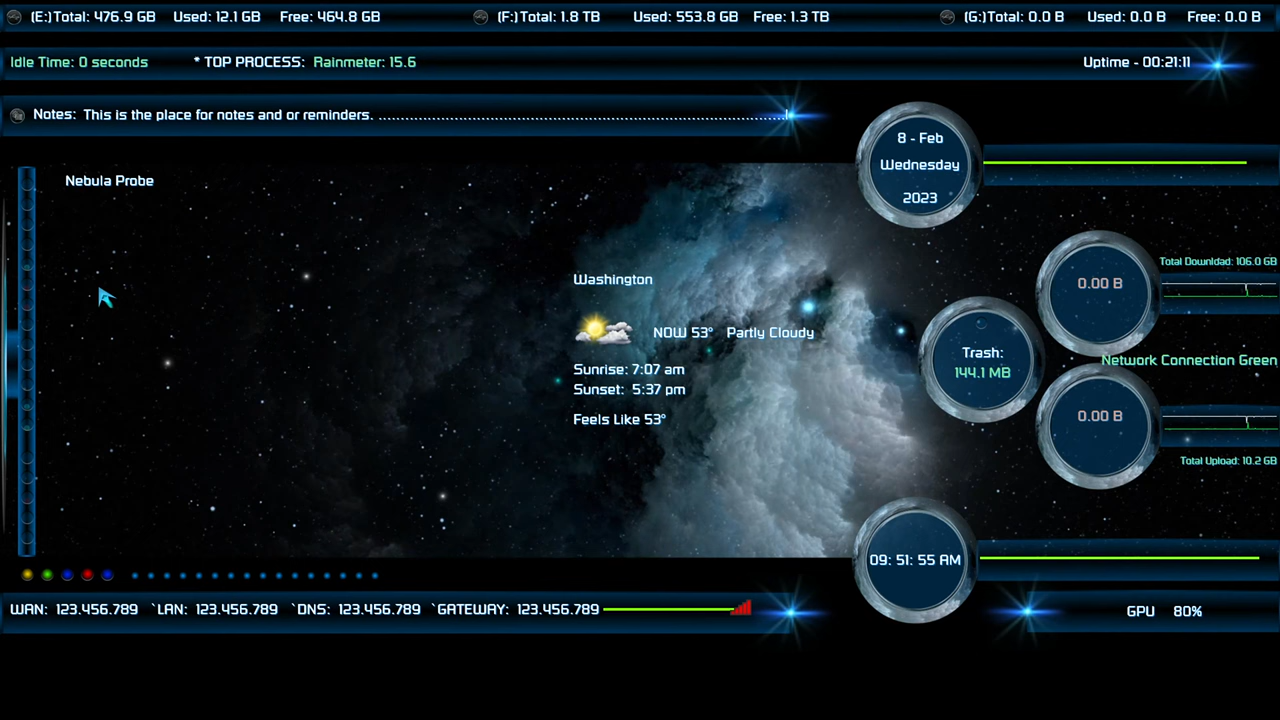 (E:)Total: 476.9 GB Used: 12.1 GB Free: 464.8 GB (F:)Total: 1.8 TB Used: 553.8 GB Free: 1.3 TB (G:)Total: 0.0 B Used: 0.0 B Free: 0.0 B
Idle Time: 0 seconds * TOP PROCESS: Rainmeter: 15.6 Uptime - 00:21:11
Notes: This is the place for notes and or reminders. ..........................................................................................
8 - Feb
Wednesday
2023
Nebula Probe
Total Download: 106.0 GB
0.00 B
Washington
NOW 53° Partly Cloudy
Trash:
144.1 MB
Network Connection Green
Sunrise: 7:07 am
Sunset: 5:37 pm
Feels Like 53°
0.00 B
Total Upload: 10.2 GB
09: 51: 55 AM
WAN: 123.456.789 `LAN: 123.456.789 `DNS: 123.456.789 `GATEWAY: 123.456.789
GPU 80%